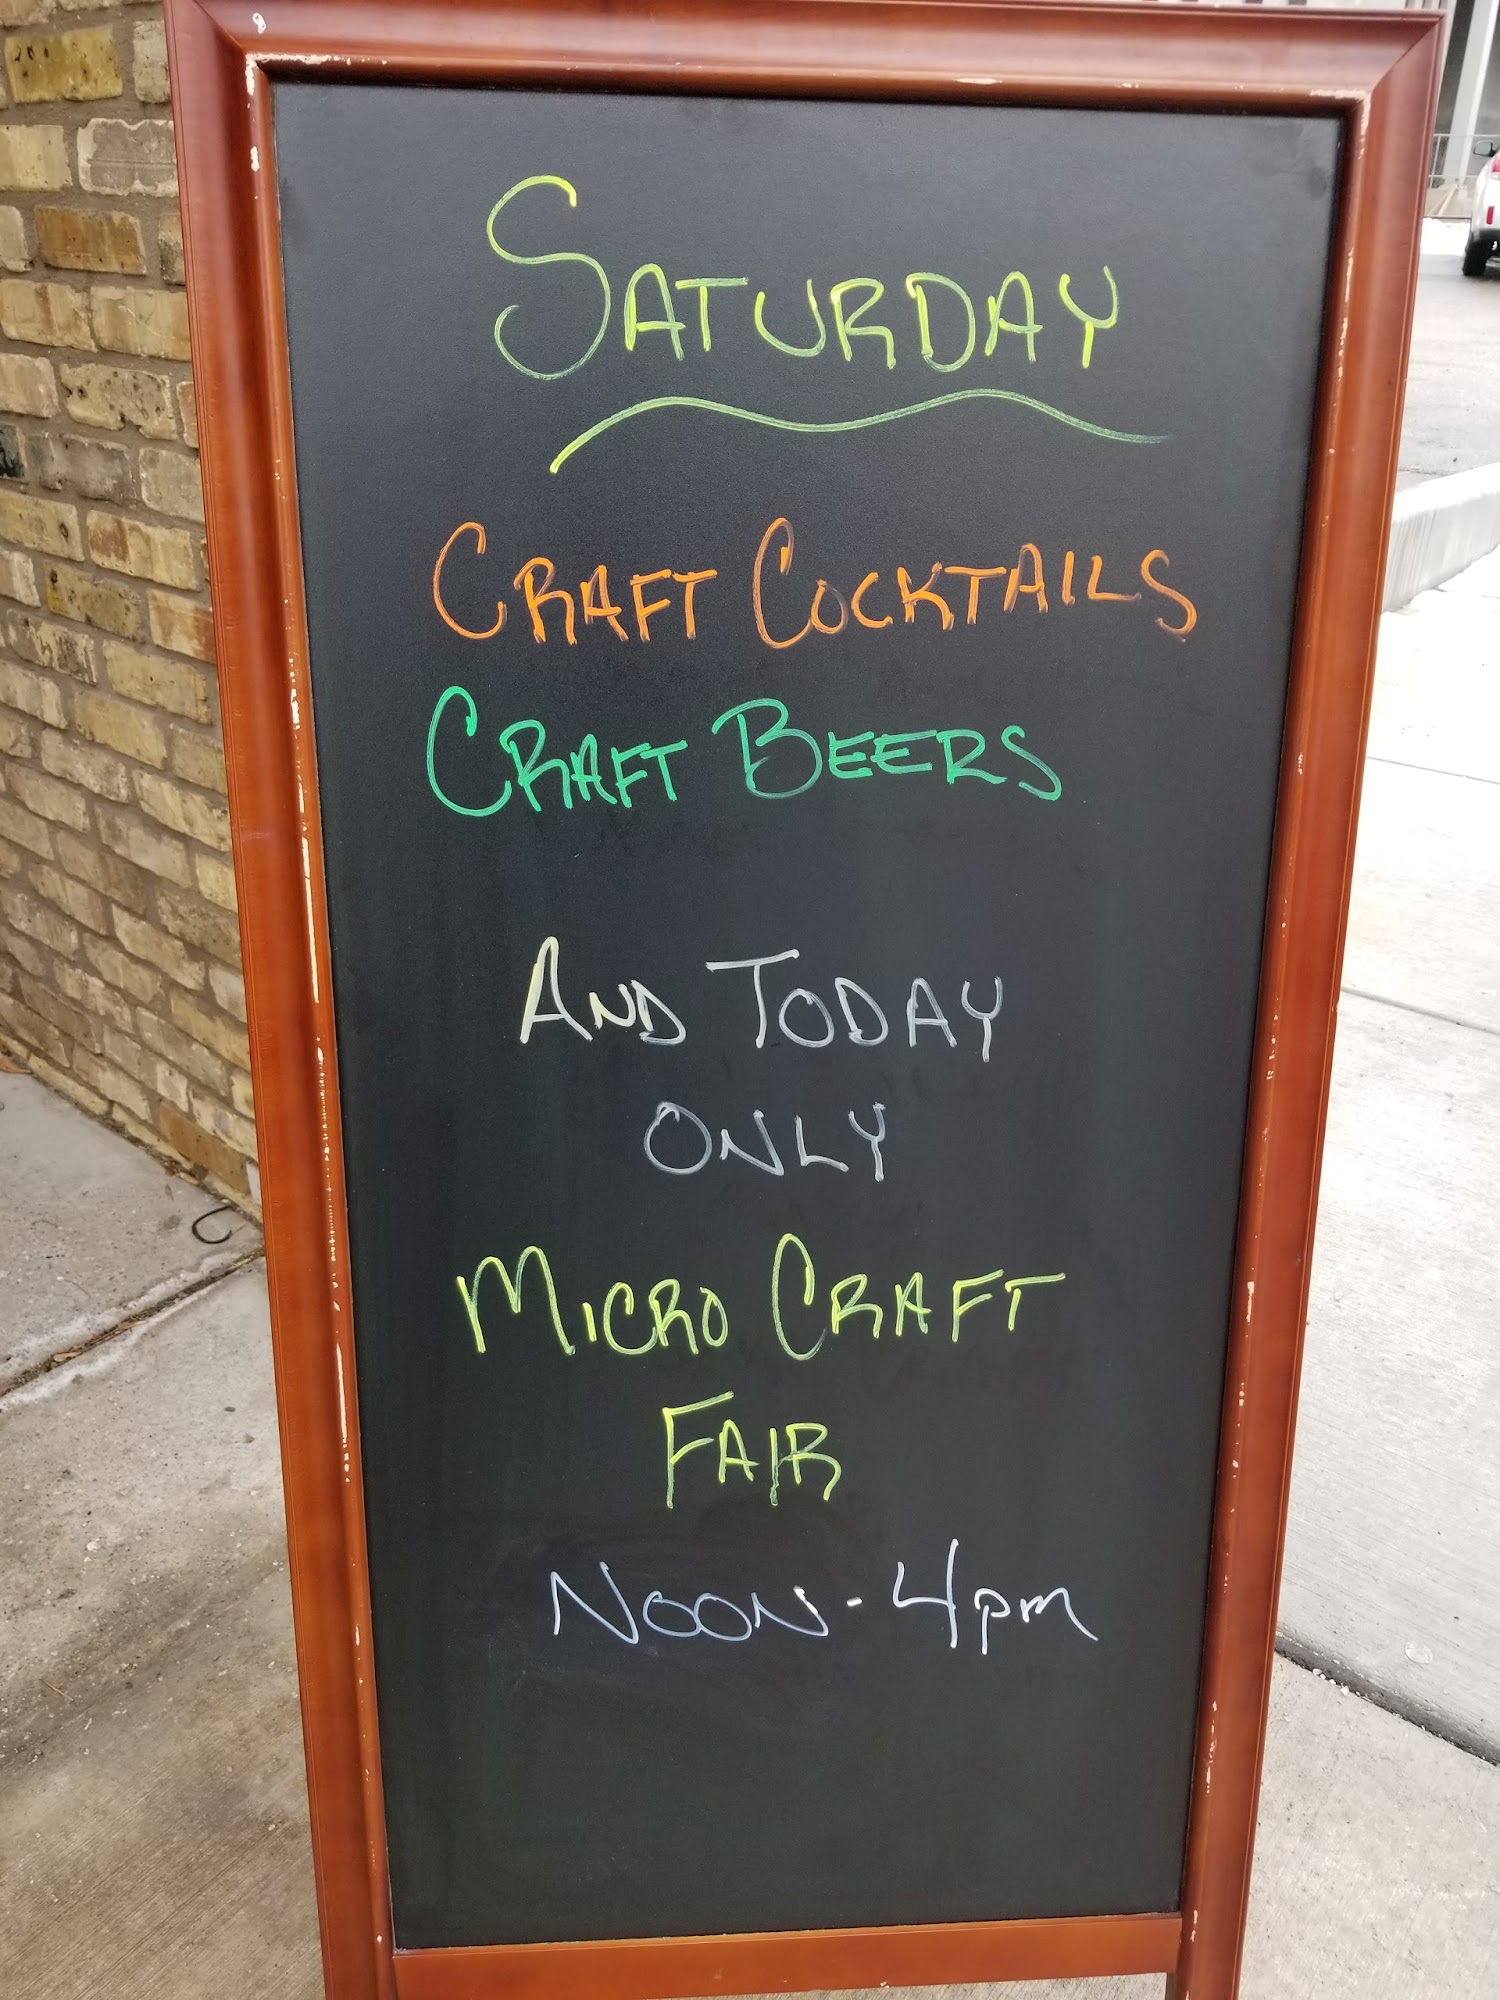 SATURDAY
CRAFT COCKTAILS
CRAFT BEERS
AND TODAY
ONLY
MICRO CRAFT
FAIR
NOON - 4pm